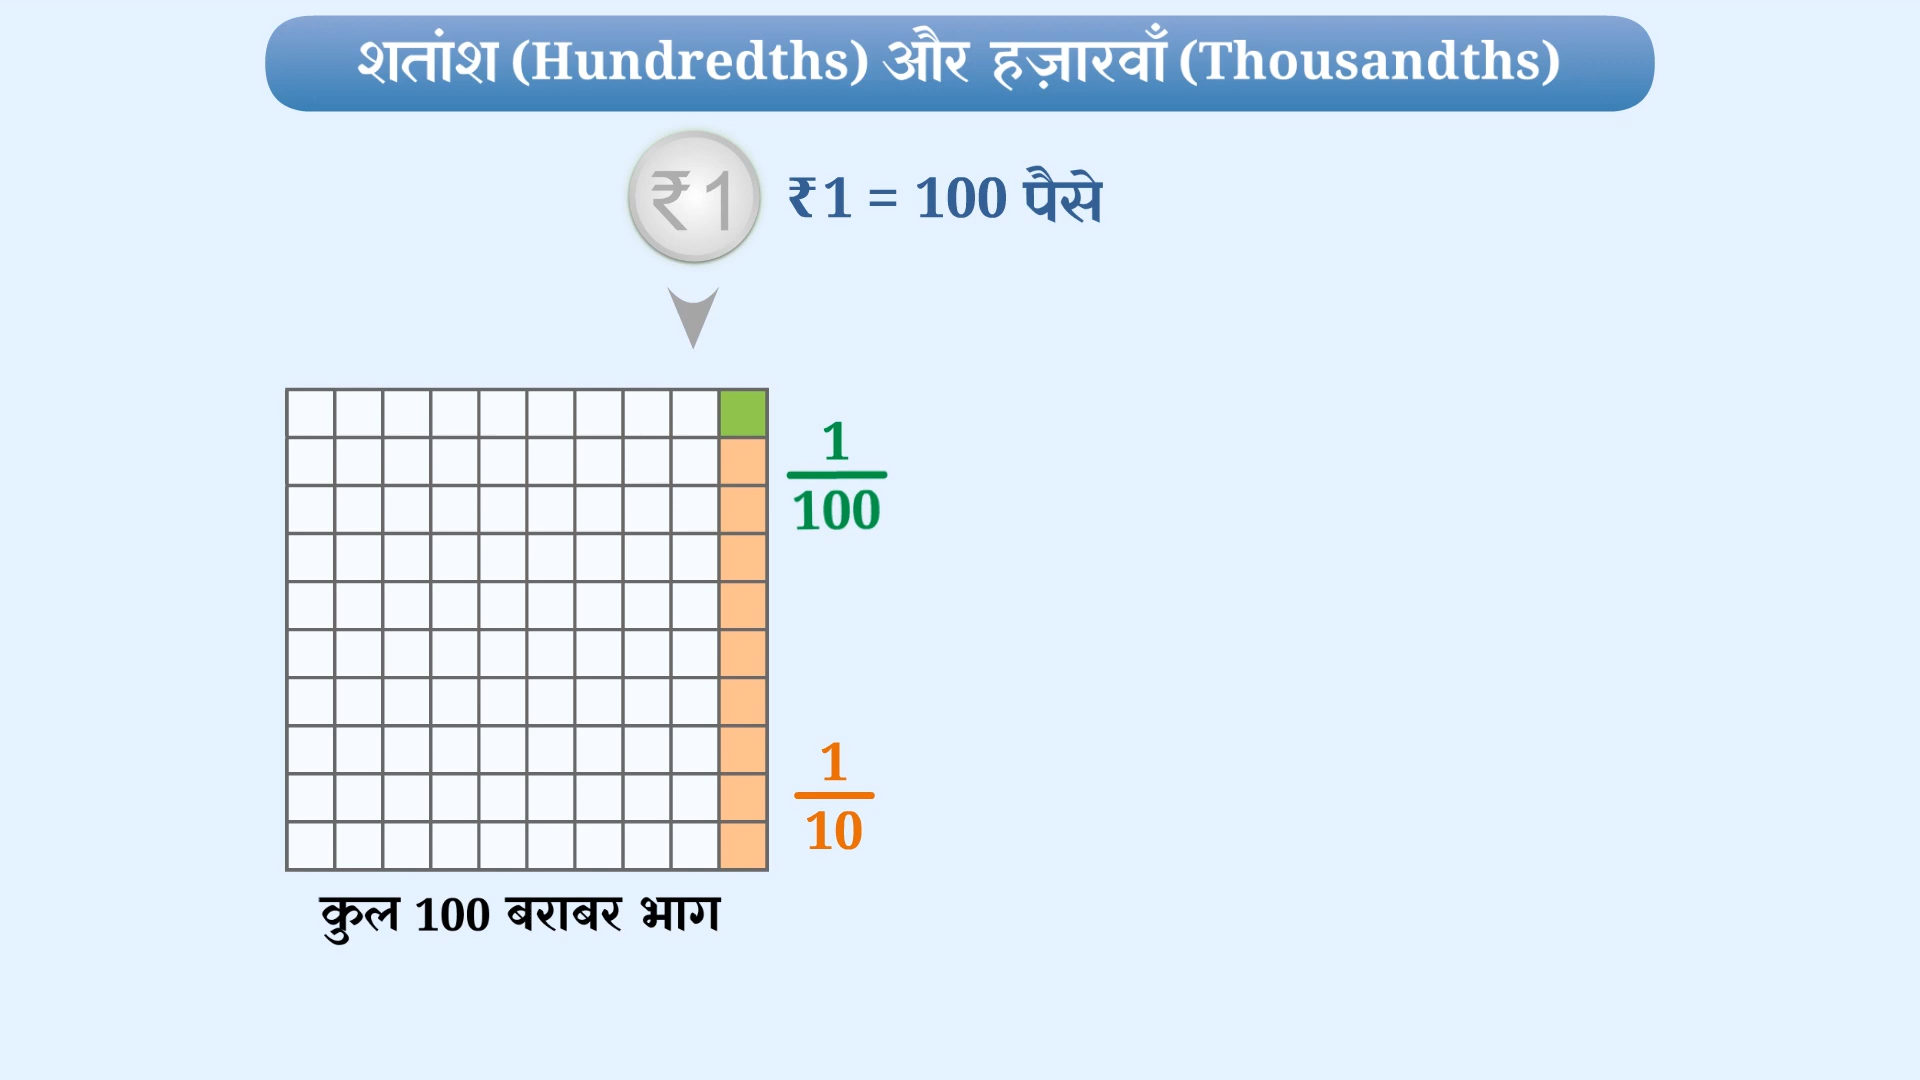 शतांश (Hundredths) और हज़ारवाँ (Thousandths)
₹1
₹1 = 100 पैसे
1
100
1
10
कुल 100 बराबर भाग